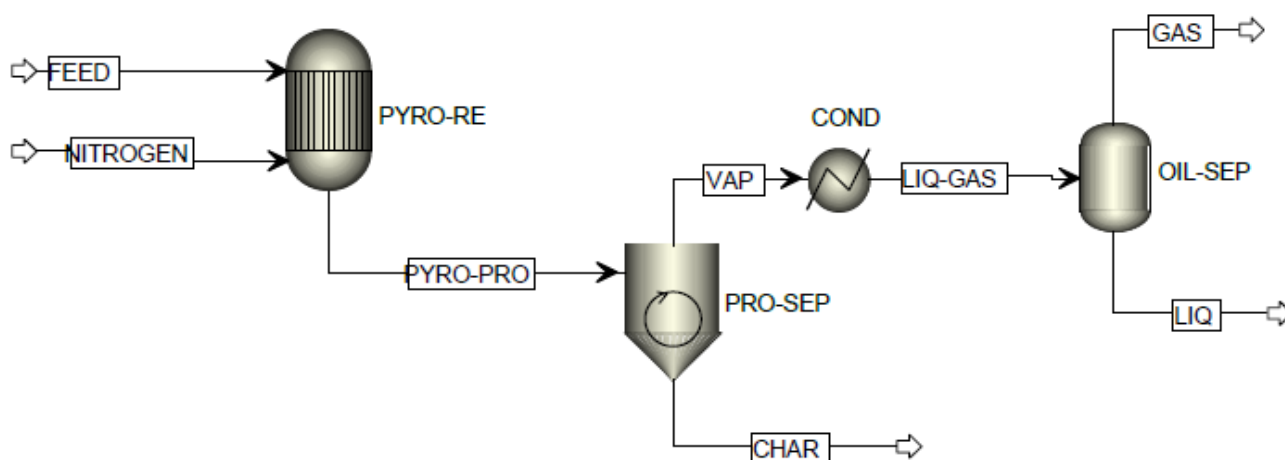 FEED
NITROGEN
PYRO-RE
PYRO-PRO
PRO-SEP
VAP
COND
LIQ-GAS
OIL-SEP
GAS
LIQ
CHAR